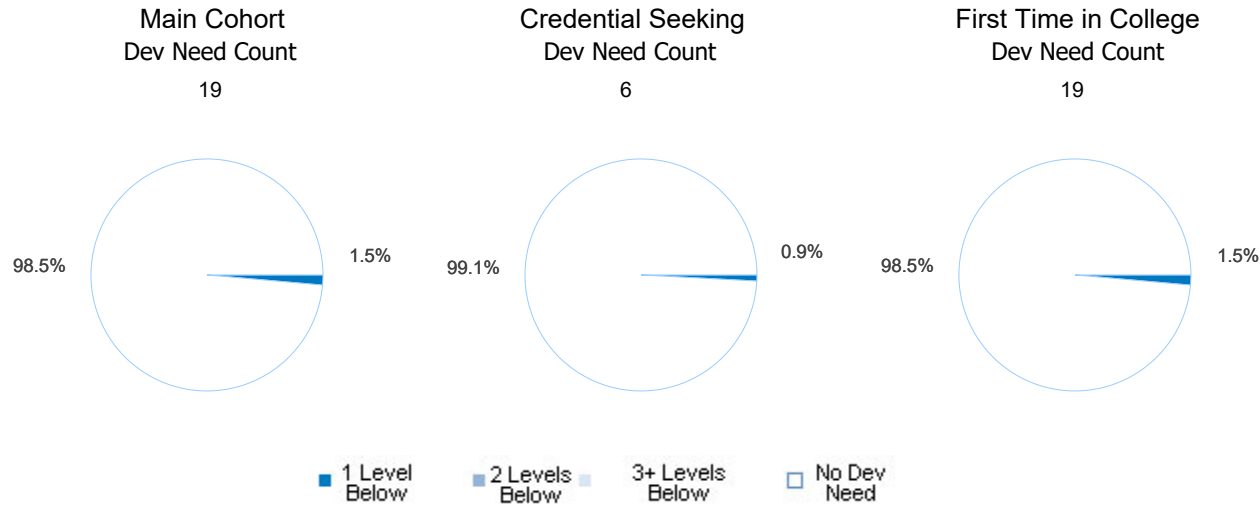 Main Cohort
Dev Need Count
19
98.5%
1.5%
Credential Seeking
Dev Need Count
6
99.1%
0.9%
First Time in College
Dev Need Count
19
98.5%
1.5%
1 Level
Below
2 Levels
Below
3+ Levels
Below
No Dev
Need